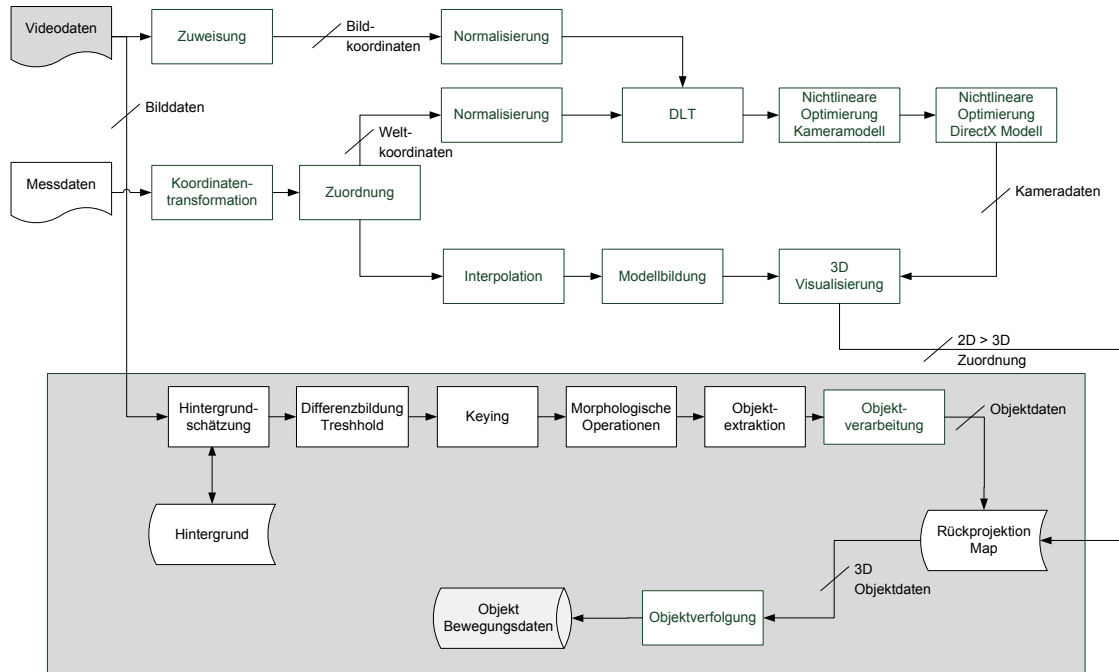 Videodaten
Zuweisung
Bild-
koordinaten
Normalisierung
Bilddaten
Normalisierung
DLT
Nichtlineare
Optimierung
Kameramodell
Nichtlineare
Optimierung
DirectX Modell
Welt-
koordinaten
Messdaten
Koordinaten-
transformation
Zuordnung
Kameradaten
Interpolation
Modellbildung
3D
Visualisierung
2D > 3D
Zuordnung
Hintergrund-
schätzung
Differenzbildung
Treshhold
Keying
Morphologische
Operationen
Objekt-
extraktion
Objekt-
verarbeitung
Objektdaten
Hintergrund
Rückprojektion
Map
3D
Objektdaten
Objekt
Bewegungsdaten
Objektverfolgung